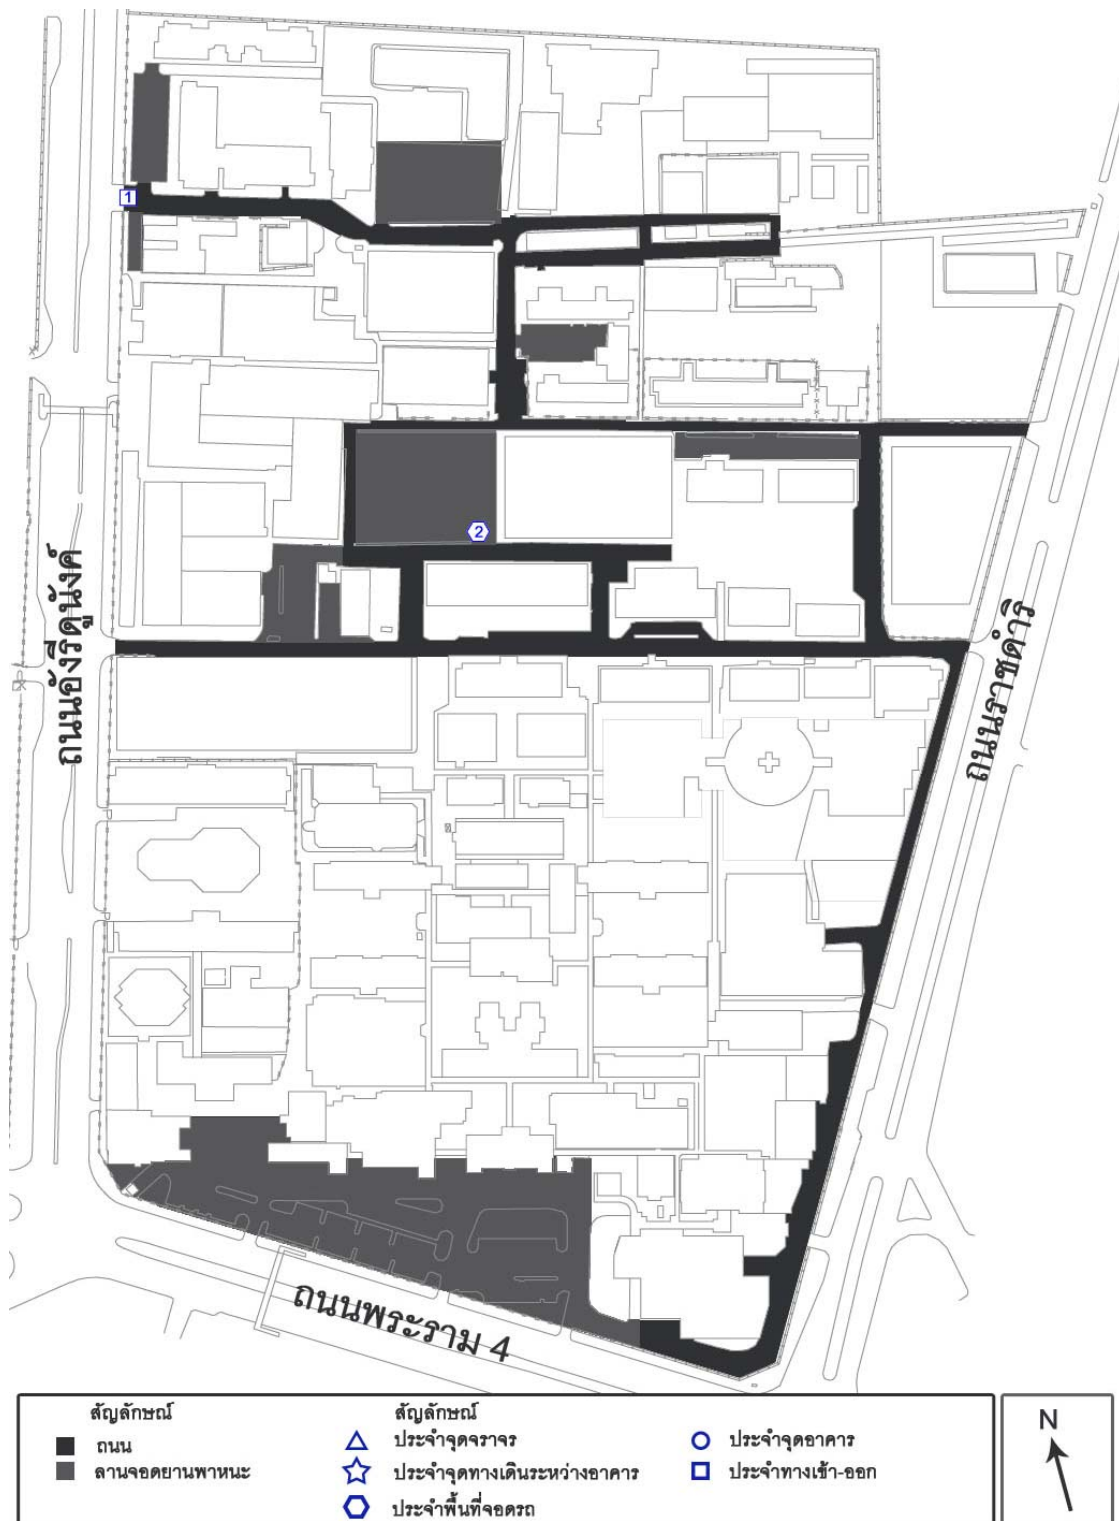 1
2
ถนนอังรีดูนังต์
ถนนราชดำริ
ถนนพระราม 4
สัญลักษณ์
ถนน
ลานจอดยานพาหนะ
สัญลักษณ์
ประจำจุดจราจร
ประจำจุดทางเดินระหว่างอาคาร
ประจำพื้นที่จอดรถ
ประจำจุดอาคาร
ประจำทางเข้า-ออก
N